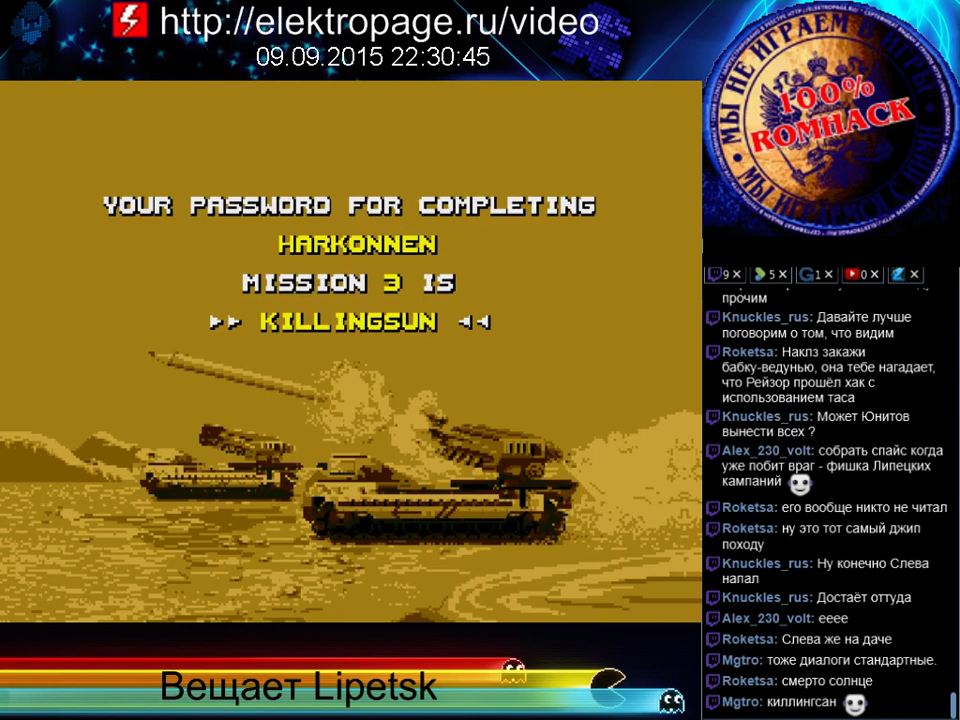 http://elektropage.ru/video
09.09.2015 22:30:45
YOUR PASSWORD FOR COMPLETING
HARKONNEN
MISSION 3 IS
►► KILLINGSUN ◄◄
Вещает Lipetsk
МЫ НЕ ИГРАЕМ В ИГРЫ
100%
ROMHACK
МЫ ИГРАЕМСЯ С НИМИ
9 × 5 × 1 × 0 × ×
прочим
Knuckles_rus: Давайте лучше
поговорим о том, что видим
Roketsa: Наклз закажи
бабку-ведунью, она тебе нагадает,
что Рейзор прошёл хак с
использованием таса
Knuckles_rus: Может Юнитов
вынести всех ?
Alex_230_volt: собрать спайс когда
уже побит враг - фишка Липецких
кампаний
Roketsa: его вообще никто не читал
Roketsa: ну это тот самый джип
походу
Knuckles_rus: Ну конечно Слева
напал
Knuckles_rus: Достаёт оттуда
Alex_230_volt: ееее
Roketsa: Слева же на даче
Mgtro: тоже диалоги стандартные.
Roketsa: смерто солнце
Mgtro: киллингсан